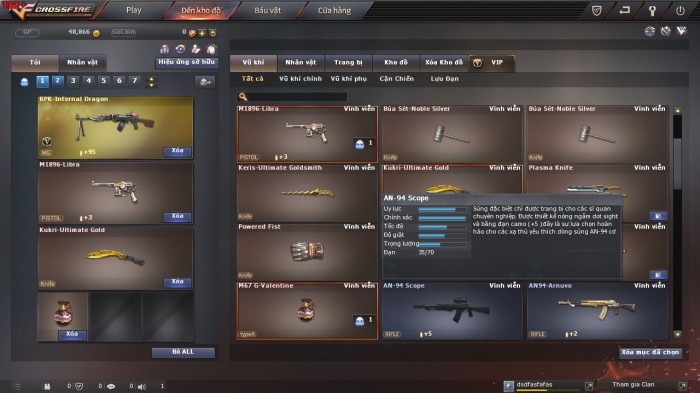 CROSSFIRE
Play
Đến kho đồ
Báu vật
Cửa hàng
GP 48,866
GoCoin 0
Túi
Nhân vật
Hiệu ứng sở hữu
1 2 3 4 5 6 7
RPK-Infernal Dragon
MG
+95
Xóa
M1896-Libra
PISTOL
+3
Xóa
Kukri-Ultimate Gold
Knife
Xóa
Xóa
Bỏ ALL
Vũ khí
Nhân vật
Trang bị
Kho đồ
Xóa Kho đồ
VIP
Tất cả
Vũ khí chính
Vũ khí phụ
Cận Chiến
Lựu Đạn
M1896-Libra Vĩnh viễn
PISTOL +3 1
Búa Sét-Noble Silver Vĩnh viễn
Knife
Búa Sét-Noble Silver Vĩnh viễn
Knife
Keris-Ultimate Goldsmith Vĩnh viễn
Knife
Kukri-Ultimate Gold Vĩnh viễn
Plasma Knife Vĩnh viễn
AN-94 Scope
Uy lực
Chính xác
Tốc độ
Độ giật
Trọng lượng
Đạn 35/70
Súng đặc biệt chỉ được trang bị cho các sĩ quan
chuyên nghiệp. Được thiết kế nòng ngắm dot sight
và băng đạn camo (+5 )đây là sự lựa chọn hoàn
hảo cho các xạ thủ yêu thích dòng súng AN-94 cơ
Powered Fist Vĩnh viễn
Knife
M67 G-Valentine Vĩnh viễn
typeA 1
AN-94 Scope Vĩnh viễn
RIFLE +5
AN94-Arnuvo Vĩnh viễn
RIFLE +2
Xóa mục đã chọn
0 0 0 1
dsdfasfafas
Tham gia Clan